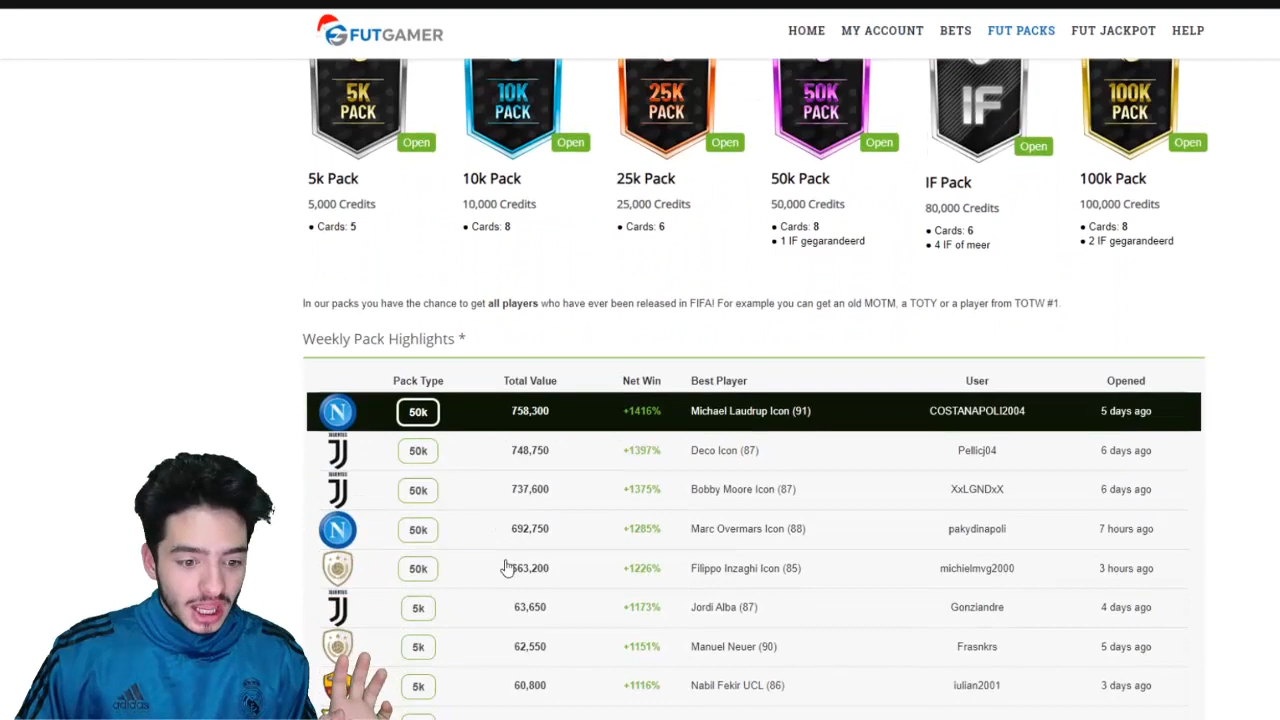 FUTGAMER
HOME MY ACCOUNT BETS FUT PACKS FUT JACKPOT HELP
5K PACK
10K PACK
25K PACK
50K PACK
IF
100K PACK
Open Open Open Open Open Open
5k Pack 10k Pack 25k Pack 50k Pack IF Pack 100k Pack
5,000 Credits 10,000 Credits 25,000 Credits 50,000 Credits 80,000 Credits 100,000 Credits
• Cards: 5 • Cards: 8 • Cards: 6 • Cards: 8 • Cards: 6 • Cards: 8
• 1 IF gegarandeerd • 4 IF of meer • 2 IF gegarandeerd
In our packs you have the chance to get all players who have ever been released in FIFA! For example you can get an old MOTM, a TOTY or a player from TOTW #1.
Weekly Pack Highlights *
Pack Type Total Value Net Win Best Player User Opened
N 50k 758,300 +1416% Michael Laudrup Icon (91) COSTANAPOLI2004 5 days ago
JUVENTUS 50k 748,750 +1397% Deco Icon (87) Pellicj04 6 days ago
JUVENTUS 50k 737,600 +1375% Bobby Moore Icon (87) XxLGNDxX 6 days ago
N 50k 692,750 +1285% Marc Overmars Icon (88) pakydinapoli 7 hours ago
50k 663,200 +1226% Filippo Inzaghi Icon (85) michielmvg2000 3 hours ago
JUVENTUS 5k 63,650 +1173% Jordi Alba (87) Gonziandre 4 days ago
5k 62,550 +1151% Manuel Neuer (90) Frasnkrs 5 days ago
5k 60,800 +1116% Nabil Fekir UCL (86) iulian2001 3 days ago
adidas